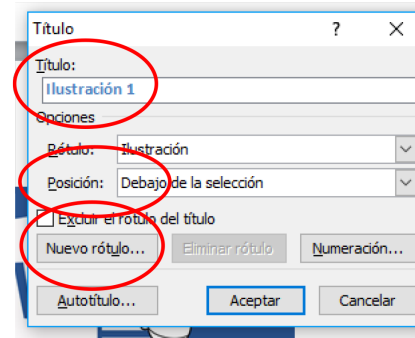 Título ? ×
Título:
Ilustración 1
Opciones
Rótulo: Ilustración
Posición: Debajo de la selección
Excluir el rótulo del título
Nuevo rótulo... Eliminar rótulo Numeración...
Autotítulo... Aceptar Cancelar